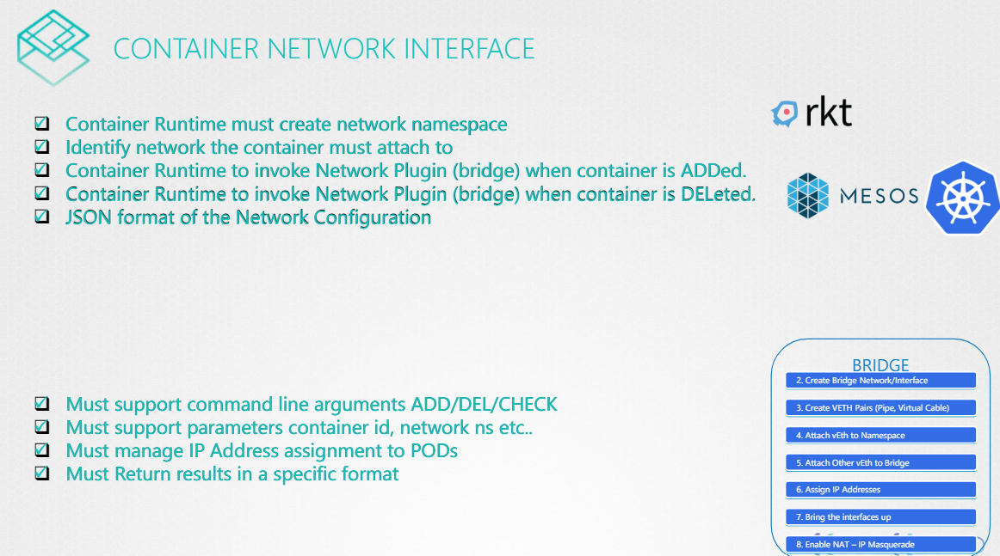 CONTAINER NETWORK INTERFACE
Container Runtime must create network namespace
Identify network the container must attach to
Container Runtime to invoke Network Plugin (bridge) when container is ADDed.
Container Runtime to invoke Network Plugin (bridge) when container is DELeted.
JSON format of the Network Configuration
rkt
MESOS
Must support command line arguments ADD/DEL/CHECK
Must support parameters container id, network ns etc..
Must manage IP Address assignment to PODs
Must Return results in a specific format
BRIDGE
2. Create Bridge Network/Interface
3. Create VETH Pairs (Pipe, Virtual Cable)
4. Attach vEth to Namespace
5. Attach Other vEth to Bridge
6. Assign IP Addresses
7. Bring the interfaces up
8. Enable NAT – IP Masquerade